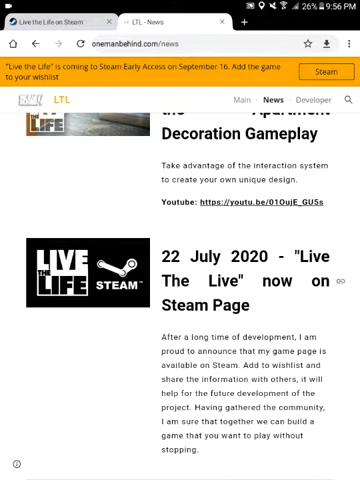 26% 9:56 PM
Live the Life on Steam
LTL - News
onemanbehind.com/news
"Live the Life" is coming to Steam Early Access on September 16. Add the game to your wishlist
Steam
LTL
Main · News · Developer
LIFE
the Apartment
Decoration Gameplay
Take advantage of the interaction system
to create your own unique design.
Youtube: https://youtu.be/01OujE_GU5s
LIVE
THE
LIFE
STEAM™
22 July 2020 - "Live
The Live" now on
Steam Page
After a long time of development, I am
proud to announce that my game page is
available on Steam. Add to wishlist and
share the information with others, it will
help for the future development of the
project. Having gathered the community,
I am sure that together we can build a
game that you want to play without
stopping.